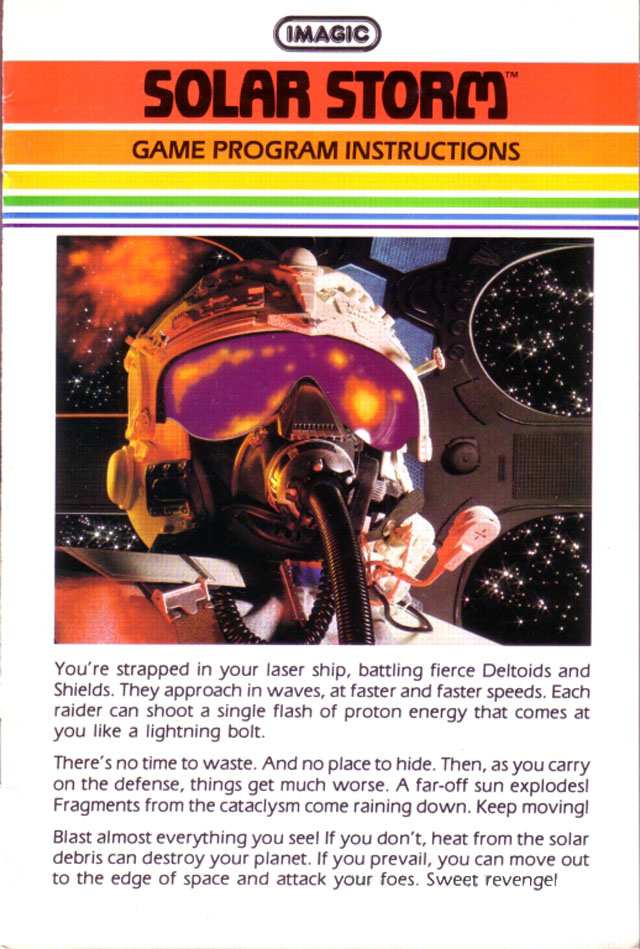 IMAGIC
SOLAR STORM™
GAME PROGRAM INSTRUCTIONS
You're strapped in your laser ship, battling fierce Deltoids and
Shields. They approach in waves, at faster and faster speeds. Each
raider can shoot a single flash of proton energy that comes at
you like a lightning bolt.
There's no time to waste. And no place to hide. Then, as you carry
on the defense, things get much worse. A far-off sun explodes!
Fragments from the cataclysm come raining down. Keep moving!
Blast almost everything you see! If you don't, heat from the solar
debris can destroy your planet. If you prevail, you can move out
to the edge of space and attack your foes. Sweet revenge!